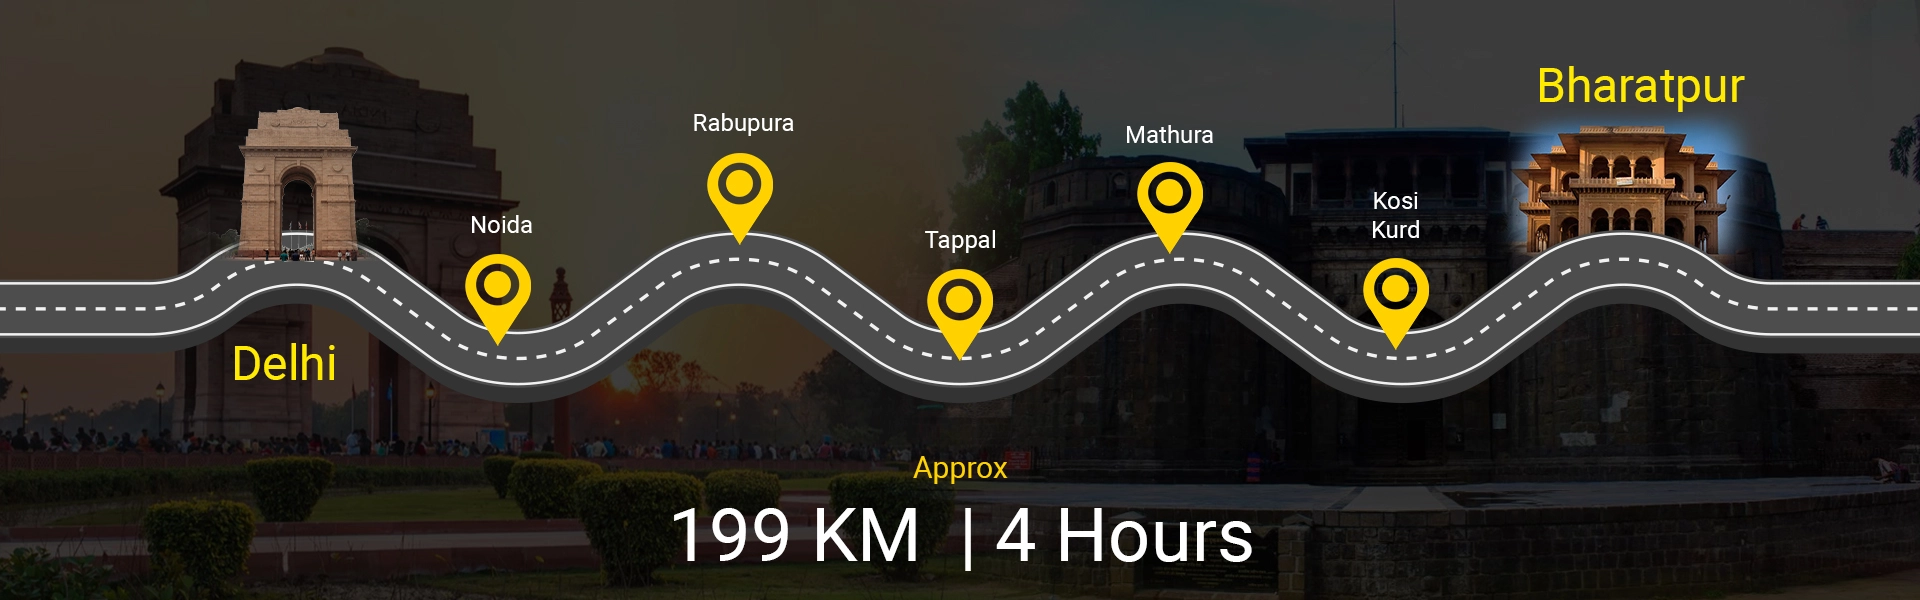 Bharatpur
Rabupura
Mathura
Kosi
Kurd
Noida
Tappal
Delhi
Approx
199 KM | 4 Hours